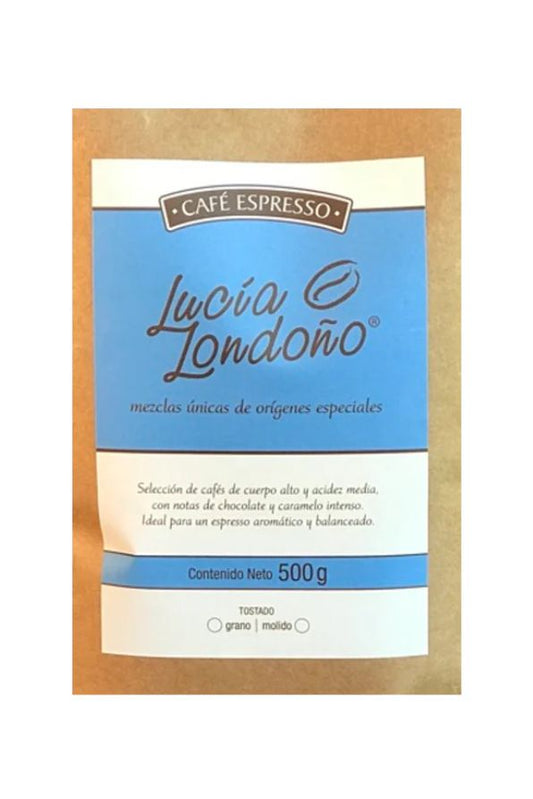 · CAFÉ ESPRESSO ·
Lucía
Londoño®
mezclas únicas de orígenes especiales
Selección de cafés de cuerpo alto y acidez media,
con notas de chocolate y caramelo intenso.
Ideal para un espresso aromático y balanceado.
Contenido Neto 500 g
TOSTADO
grano | molido